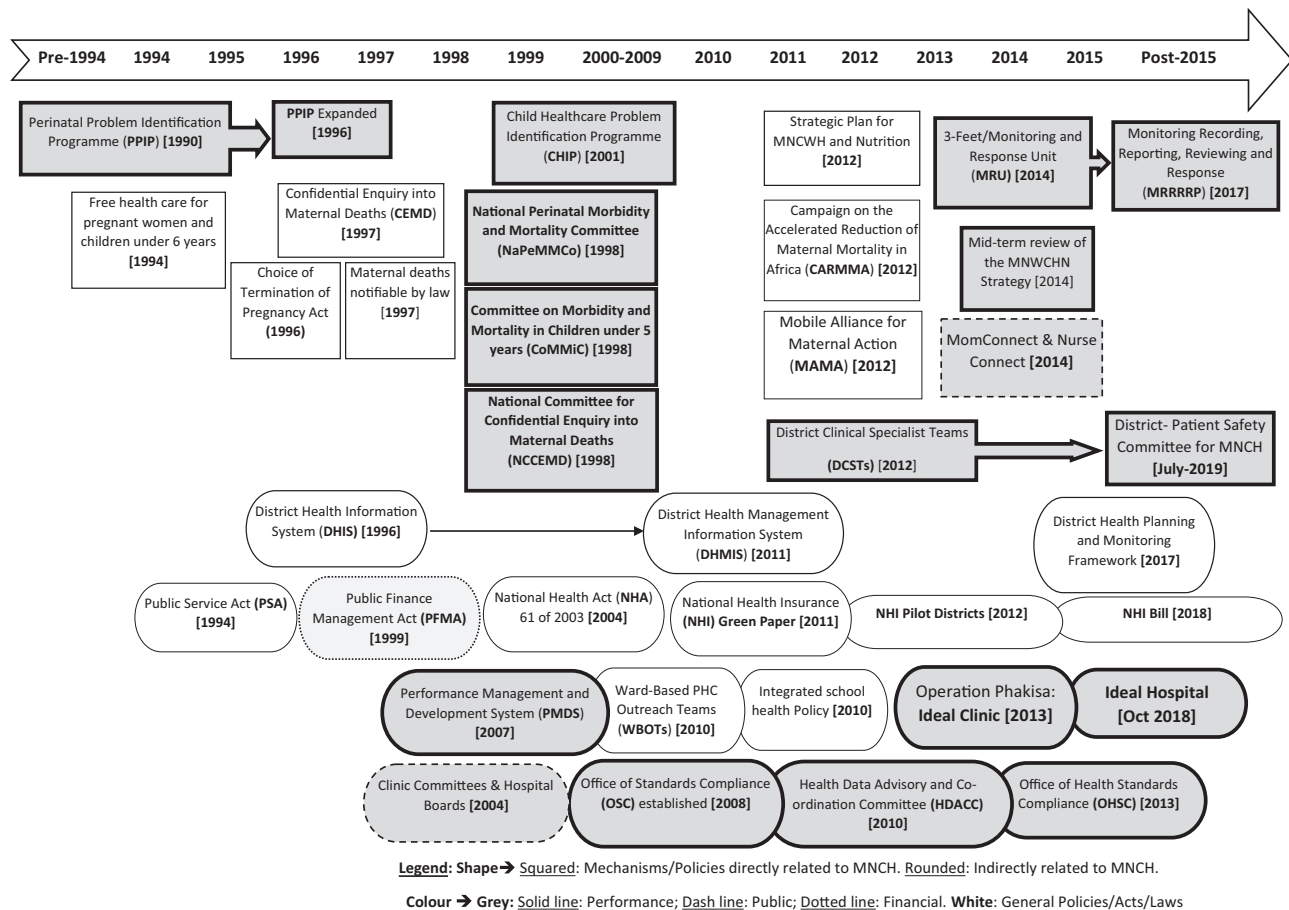 Pre-1994 1994 1995 1996 1997 1998 1999 2000-2009 2010 2011 2012 2013 2014 2015 Post-2015
Perinatal Problem Identification
Programme (PPIP) [1990]
PPIP Expanded
[1996]
Child Healthcare Problem
Identification Programme
(CHIP) [2001]
Strategic Plan for
MNCWH and Nutrition
[2012]
3-Feet/Monitoring and
Response Unit
(MRU) [2014]
Monitoring Recording,
Reporting, Reviewing and
Response
(MRRRRP) [2017]
Free health care for
pregnant women and
children under 6 years
[1994]
Confidential Enquiry into
Maternal Deaths (CEMD)
[1997]
National Perinatal Morbidity
and Mortality Committee
(NaPeMMCo) [1998]
Campaign on the
Accelerated Reduction of
Maternal Mortality in
Africa (CARMMA) [2012]
Mid-term review of
the MNWCHN
Strategy [2014]
Choice of
Termination of
Pregnancy Act
(1996)
Maternal deaths
notifiable by law
[1997]
Committee on Morbidity and
Mortality in Children under 5
years (CoMMiC) [1998]
Mobile Alliance for
Maternal Action
(MAMA) [2012]
MomConnect & Nurse
Connect [2014]
National Committee for
Confidential Enquiry into
Maternal Deaths
(NCCEMD) [1998]
District Clinical Specialist Teams
(DCSTs) [2012]
District- Patient Safety
Committee for MNCH
[July-2019]
District Health Information
System (DHIS) [1996]
District Health Management
Information System
(DHMIS) [2011]
District Health Planning
and Monitoring
Framework [2017]
Public Service Act (PSA)
[1994]
Public Finance
Management Act (PFMA)
[1999]
National Health Act (NHA)
61 of 2003 [2004]
National Health Insurance
(NHI) Green Paper [2011]
NHI Pilot Districts [2012]
NHI Bill [2018]
Performance Management and
Development System (PMDS)
[2007]
Ward-Based PHC
Outreach Teams
(WBOTs) [2010]
Integrated school
health Policy [2010]
Operation Phakisa:
Ideal Clinic [2013]
Ideal Hospital
[Oct 2018]
Clinic Committees & Hospital
Boards [2004]
Office of Standards Compliance
(OSC) established [2008]
Health Data Advisory and Co-
ordination Committee (HDACC)
[2010]
Office of Health Standards
Compliance (OHSC) [2013]
Legend: Shape➔ Squared: Mechanisms/Policies directly related to MNCH. Rounded: Indirectly related to MNCH.
Colour ➔ Grey: Solid line: Performance; Dash line: Public; Dotted line: Financial. White: General Policies/Acts/Laws